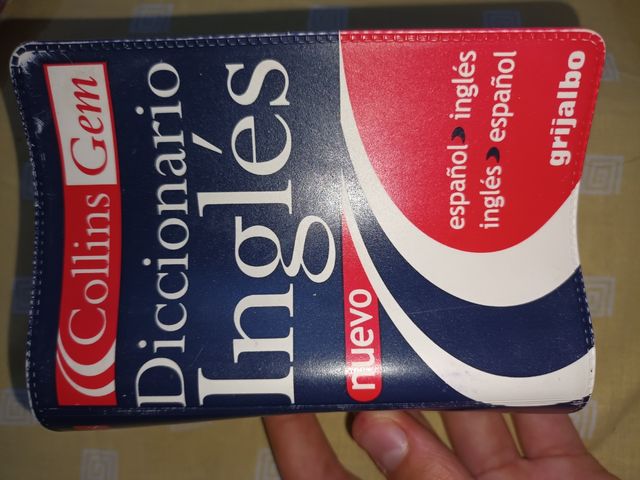 Collins Gem
Diccionario
Inglés
nuevo
español inglés
inglés español
grijalbo